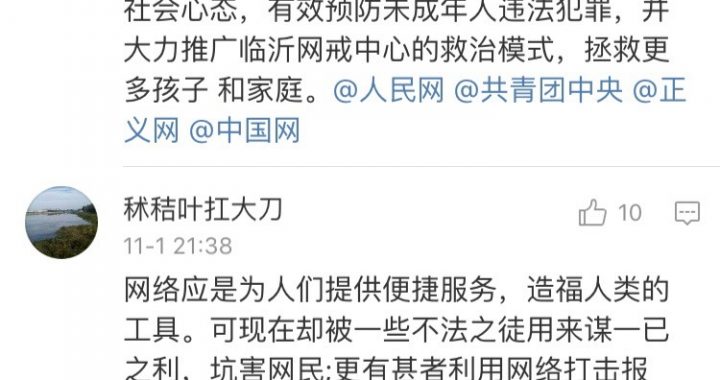 社会心态，有效预防未成年人违法犯罪，并
大力推广临沂网戒中心的救治模式，拯救更
多孩子 和家庭。@人民网 @共青团中央 @正
义网 @中国网
秫秸叶扛大刀
10
11-1 21:38
网络应是为人们提供便捷服务，造福人类的
工具。可现在却被一些不法之徒用来谋一已
之利，坑害网民;更有甚者利用网络打击报